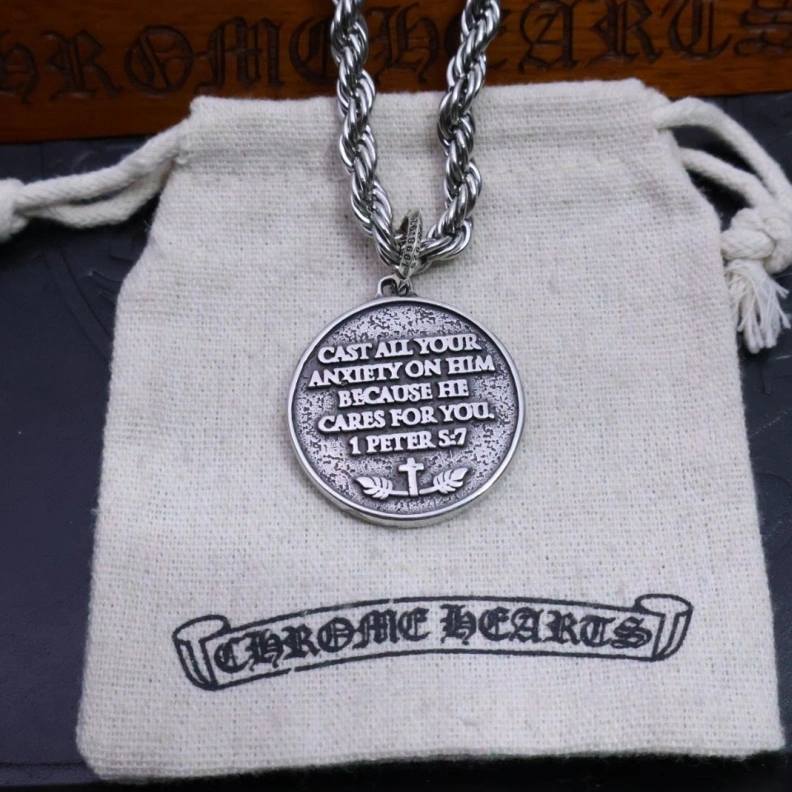 CHROME HEARTS
CAST ALL YOUR
ANXIETY ON HIM
BECAUSE HE
CARES FOR YOU.
1 PETER 5:7
CHROME HEARTS